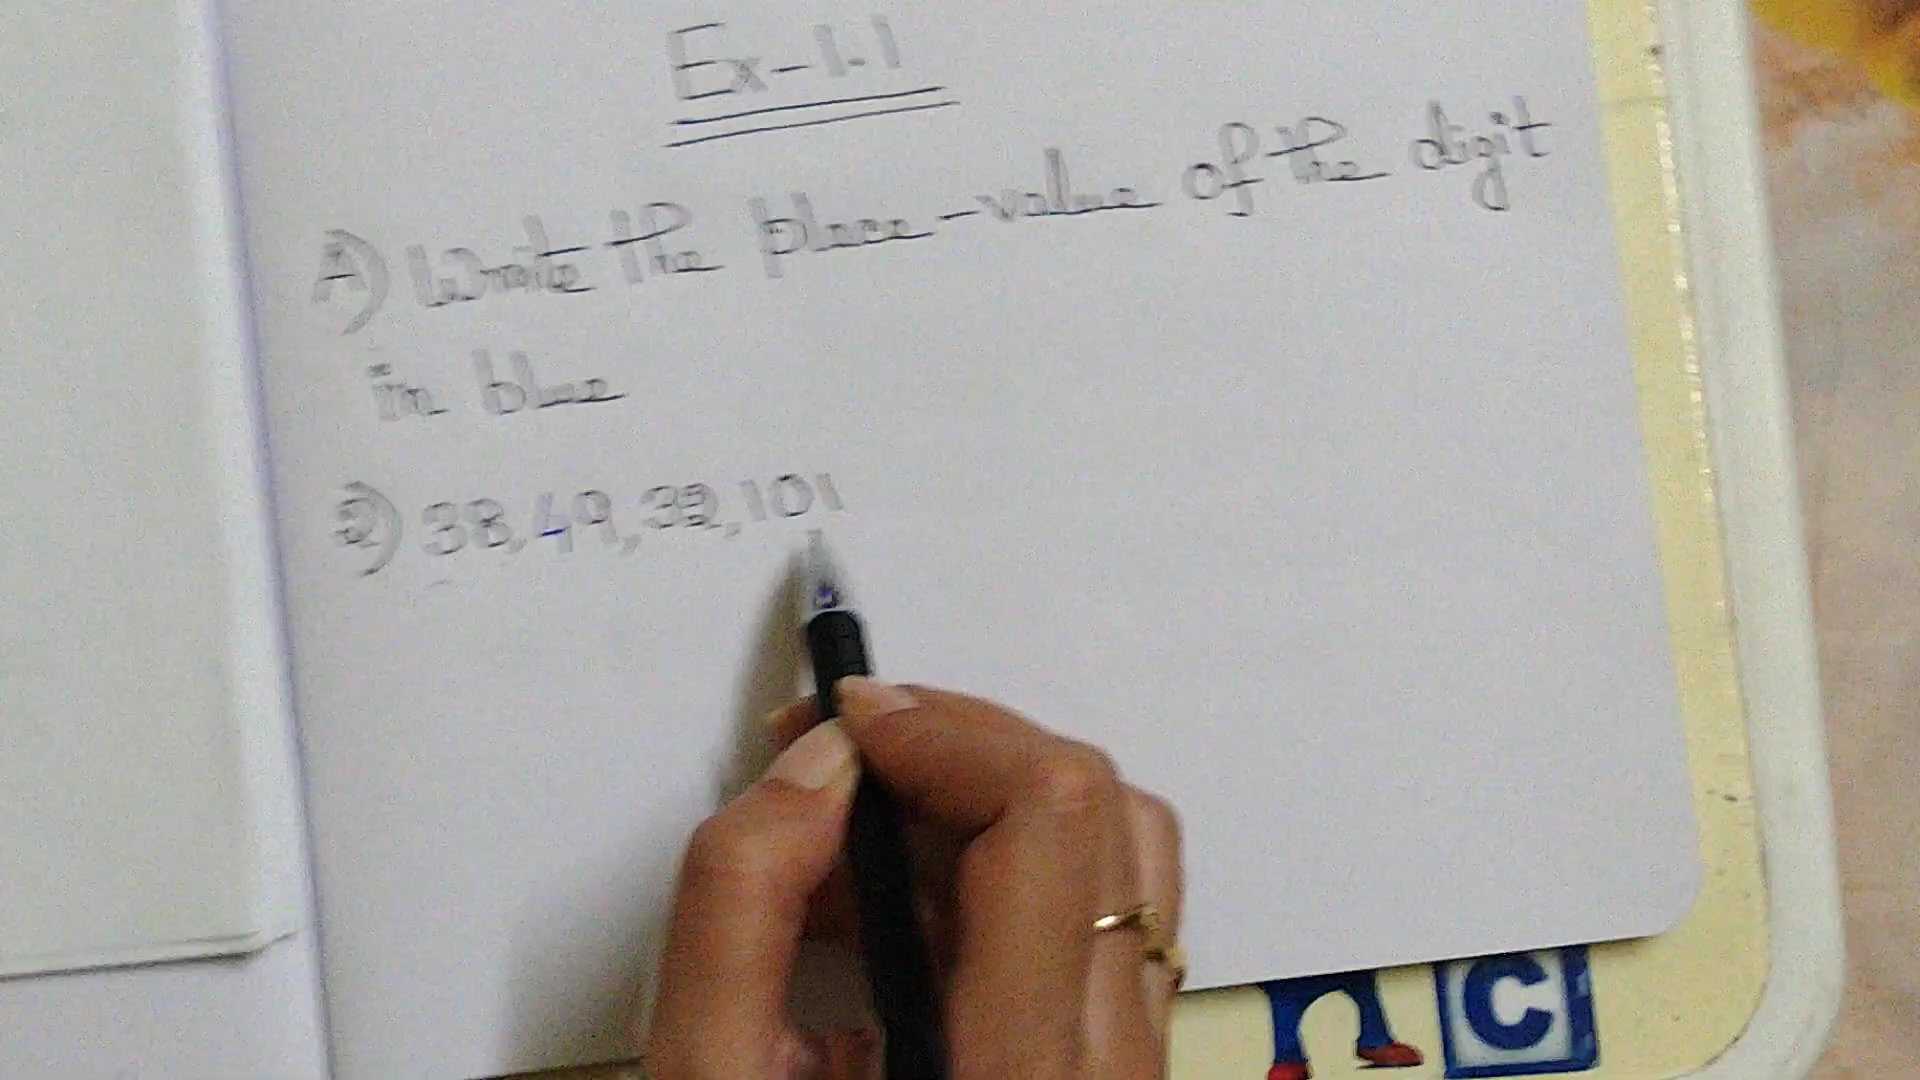 Ex-1.1
A) Write the place-value of the digit
in blue
2) 38,49,32,101
C